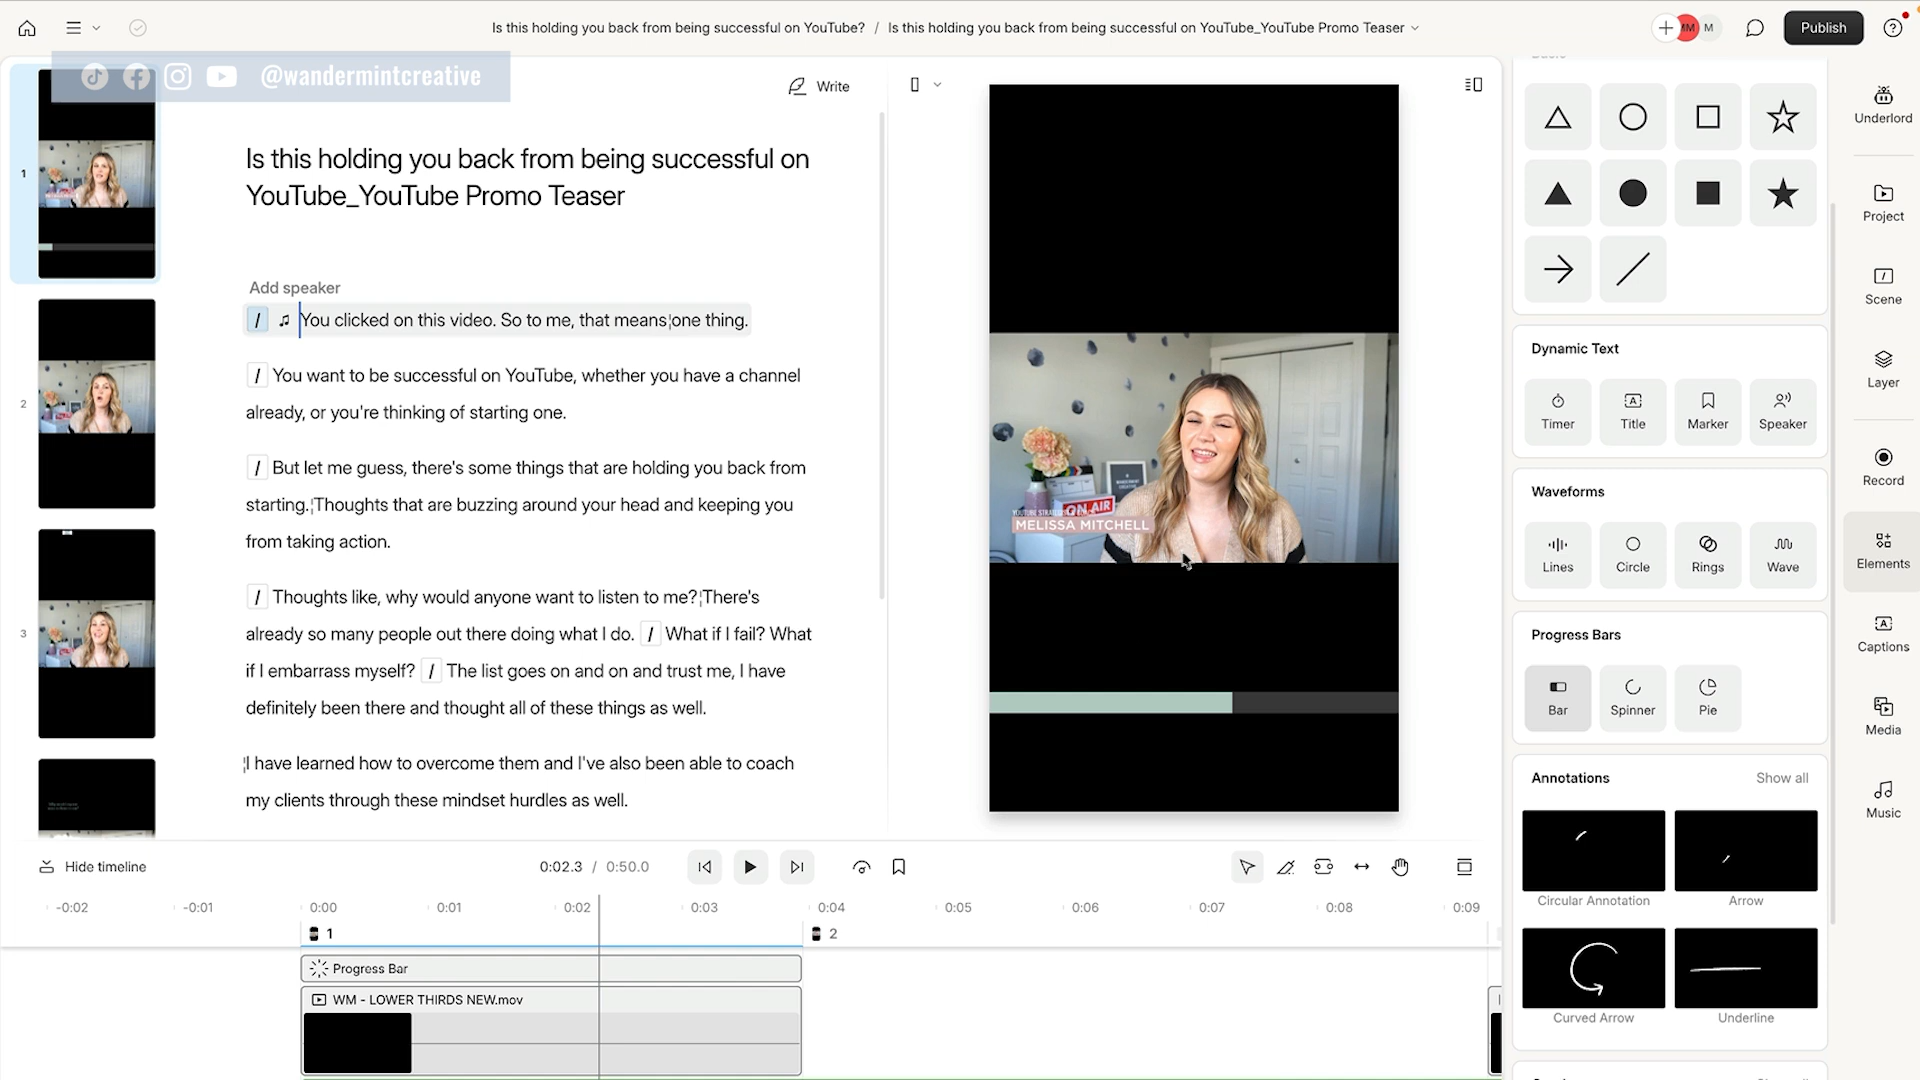 Is this holding you back from being successful on YouTube? / Is this holding you back from being successful on YouTube_YouTube Promo Teaser
MM
M
Publish
@wandermintcreative
Write
Is this holding you back from being successful on
YouTube_YouTube Promo Teaser
Add speaker
/ You clicked on this video. So to me, that means¦one thing.
/ You want to be successful on YouTube, whether you have a channel
already, or you're thinking of starting one.
/ But let me guess, there's some things that are holding you back from
starting.¦Thoughts that are buzzing around your head and keeping you
from taking action.
/ Thoughts like, why would anyone want to listen to me?¦There's
already so many people out there doing what I do. / What if I fail? What
if I embarrass myself? / The list goes on and on and trust me, I have
definitely been there and thought all of these things as well.
¦I have learned how to overcome them and I've also been able to coach
my clients through these mindset hurdles as well.
1
2
3
ON AIR
MELISSA MITCHELL
Dynamic Text
Timer
Title
Marker
Speaker
Waveforms
Lines
Circle
Rings
Wave
Progress Bars
Bar
Spinner
Pie
Annotations
Show all
Circular Annotation
Arrow
Curved Arrow
Underline
Underlord
Project
Scene
Layer
Record
Elements
Captions
Media
Music
Hide timeline
0:02.3 / 0:50.0
-0:02
-0:01
0:00
0:01
0:02
0:03
0:04
0:05
0:06
0:07
0:08
0:09
1
2
Progress Bar
WM - LOWER THIRDS NEW.mov